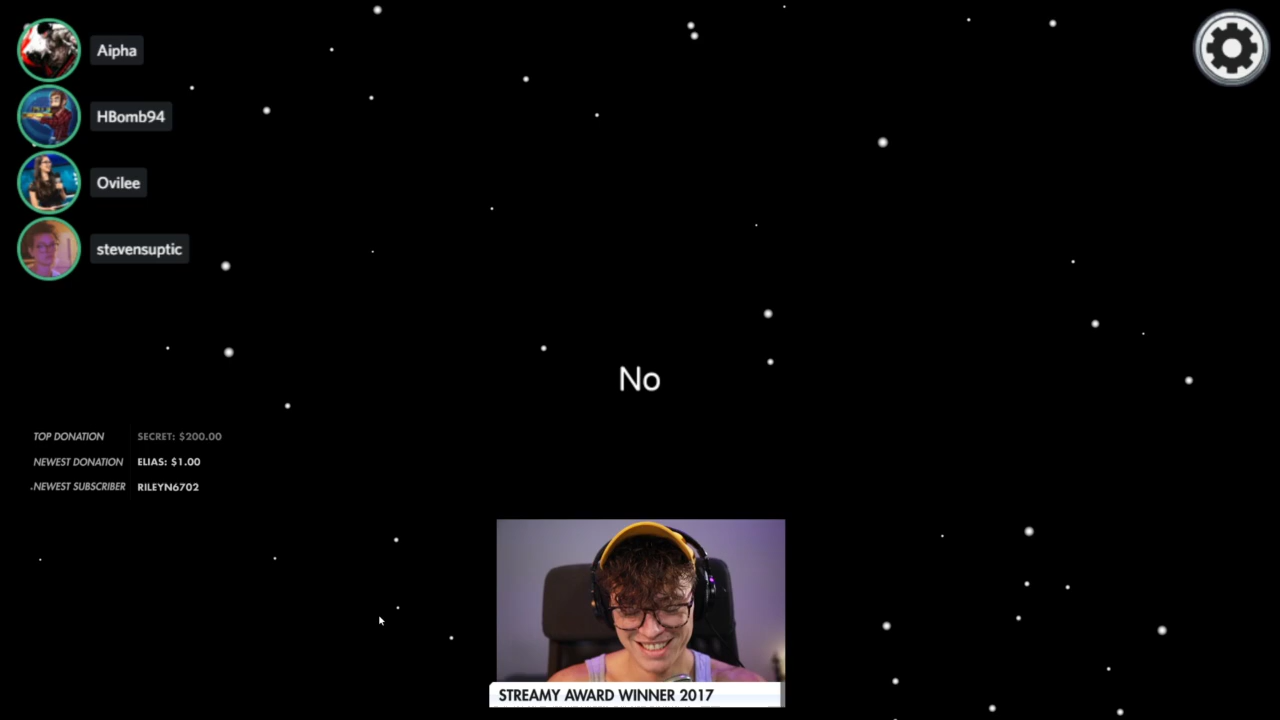 Aipha
HBomb94
Ovilee
stevensuptic
No
TOP DONATION SECRET: $200.00
NEWEST DONATION ELIAS: $1.00
NEWEST SUBSCRIBER RILEYN6702
STREAMY AWARD WINNER 2017